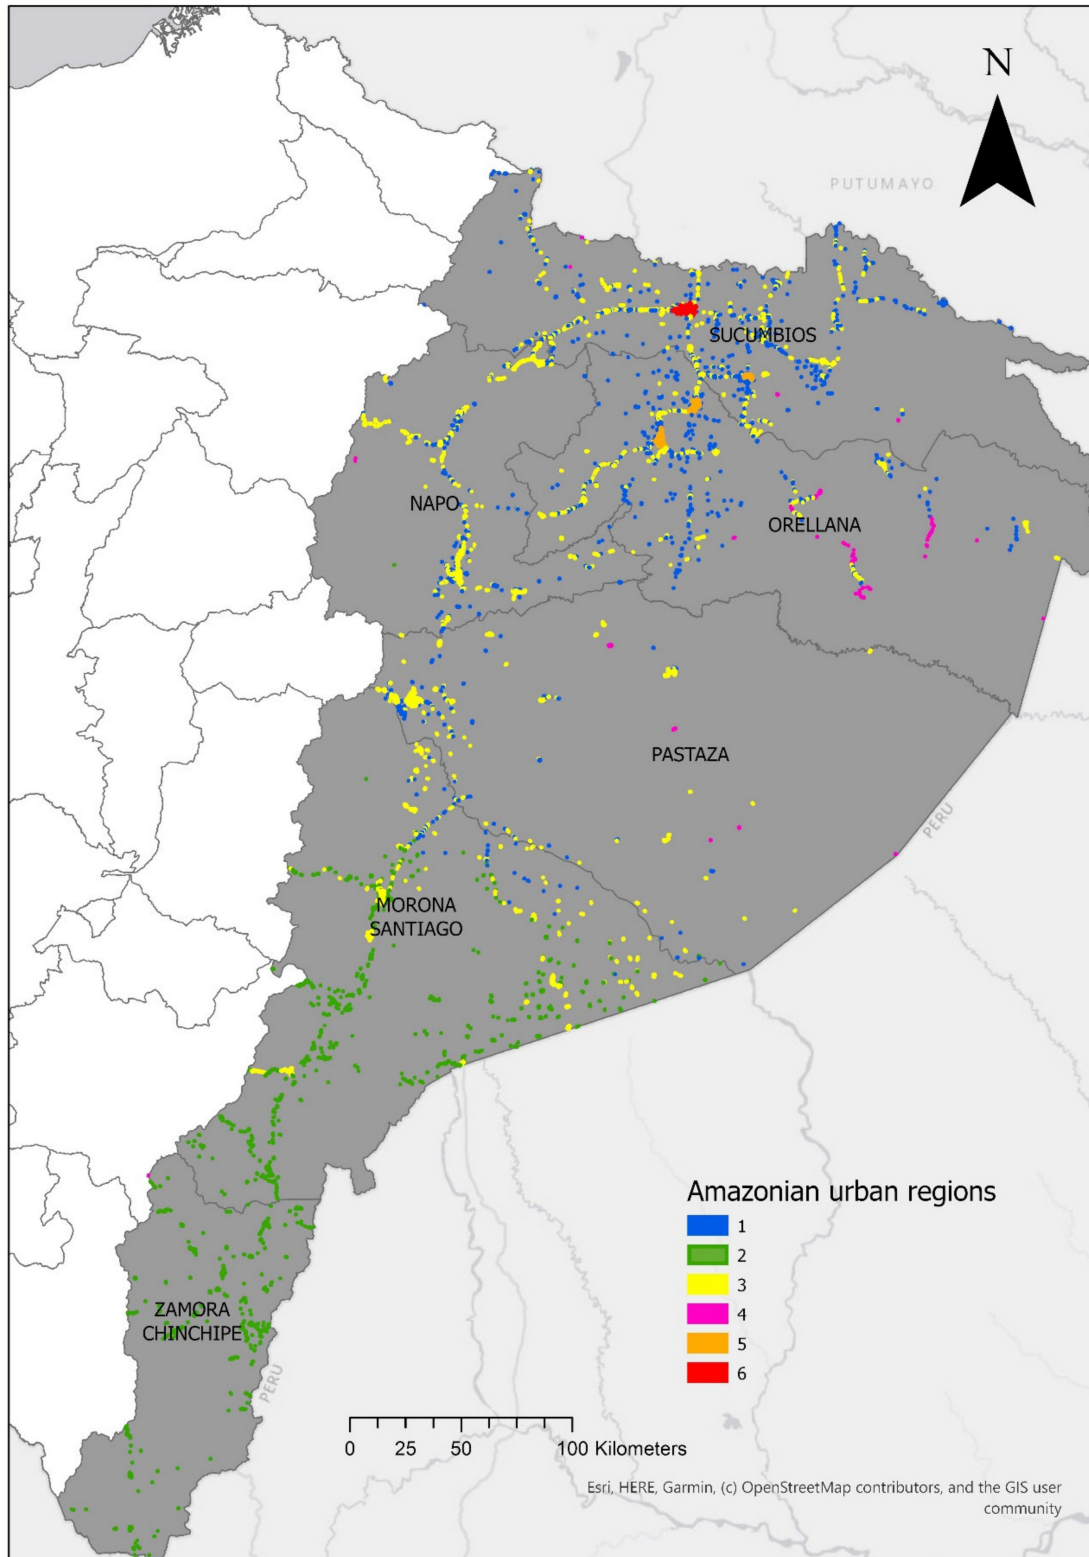 N
PUTUMAYO
SUCUMBIOS
NAPO
ORELLANA
PASTAZA
PERU
MORONA
SANTIAGO
Amazonian urban regions
1
2
3
4
5
6
ZAMORA
CHINCHIPE
PERU
0 25 50 100 Kilometers
Esri, HERE, Garmin, (c) OpenStreetMap contributors, and the GIS user
community